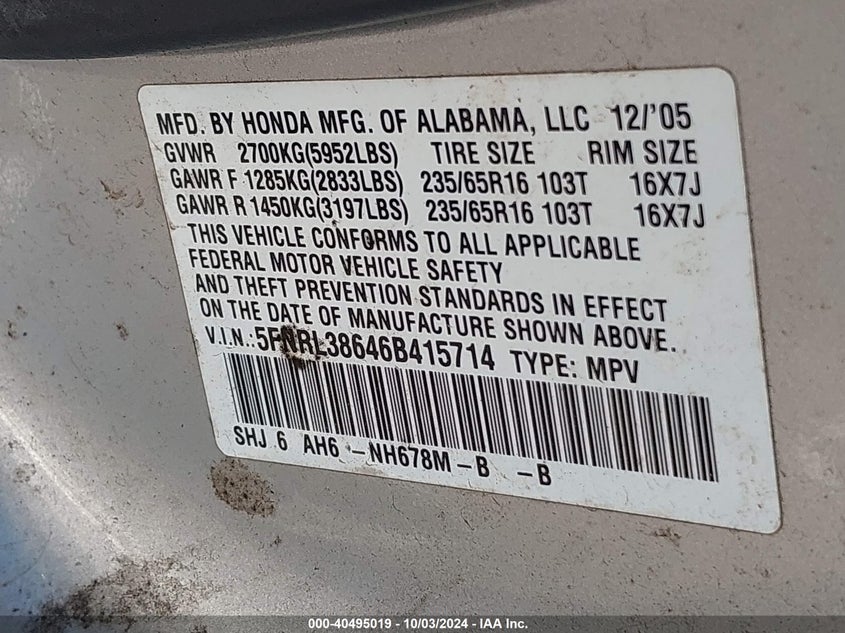 MFD. BY HONDA MFG. OF ALABAMA, LLC 12/'05
GVWR 2700KG(5952LBS) TIRE SIZE RIM SIZE
GAWR F 1285KG(2833LBS) 235/65R16 103T 16X7J
GAWR R 1450KG(3197LBS) 235/65R16 103T 16X7J
THIS VEHICLE CONFORMS TO ALL APPLICABLE
FEDERAL MOTOR VEHICLE SAFETY
AND THEFT PREVENTION STANDARDS IN EFFECT
ON THE DATE OF MANUFACTURE SHOWN ABOVE.
V.I.N.: 5FNRL38646B415714 TYPE: MPV
SHJ 6 AH6 - NH678M - B - B
000-40495019 - 10/03/2024 - IAA Inc.